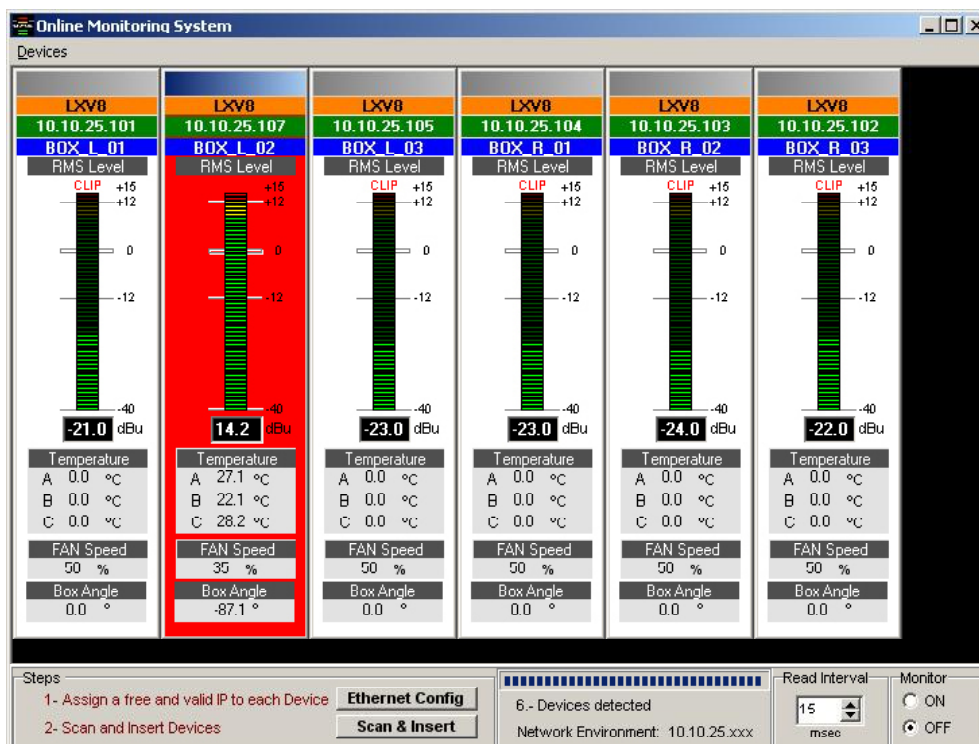 Online Monitoring System
Devices
LXV8
10.10.25.101
BOX_L_01
RMS Level
CLIP +15
+12
0
-12
-40
-21.0 dBu
Temperature
A 0.0 °C
B 0.0 °C
C 0.0 °C
FAN Speed
50 %
Box Angle
0.0 °
LXV8
10.10.25.107
BOX_L_02
RMS Level
CLIP +15
+12
0
-12
-40
14.2 dBu
Temperature
A 27.1 °C
B 22.1 °C
C 28.2 °C
FAN Speed
35 %
Box Angle
-87.1 °
LXV8
10.10.25.105
BOX_L_03
RMS Level
CLIP +15
+12
0
-12
-40
-23.0 dBu
Temperature
A 0.0 °C
B 0.0 °C
C 0.0 °C
FAN Speed
50 %
Box Angle
0.0 °
LXV8
10.10.25.104
BOX_R_01
RMS Level
CLIP +15
+12
0
-12
-40
-23.0 dBu
Temperature
A 0.0 °C
B 0.0 °C
C 0.0 °C
FAN Speed
50 %
Box Angle
0.0 °
LXV8
10.10.25.103
BOX_R_02
RMS Level
CLIP +15
+12
0
-12
-40
-24.0 dBu
Temperature
A 0.0 °C
B 0.0 °C
C 0.0 °C
FAN Speed
50 %
Box Angle
0.0 °
LXV8
10.10.25.102
BOX_R_03
RMS Level
CLIP +15
+12
0
-12
-40
-22.0 dBu
Temperature
A 0.0 °C
B 0.0 °C
C 0.0 °C
FAN Speed
50 %
Box Angle
0.0 °
Steps
1- Assign a free and valid IP to each Device
Ethernet Config
2- Scan and Insert Devices
Scan & Insert
6.- Devices detected
Network Environment: 10.10.25.xxx
Read Interval
15
msec
Monitor
ON
OFF